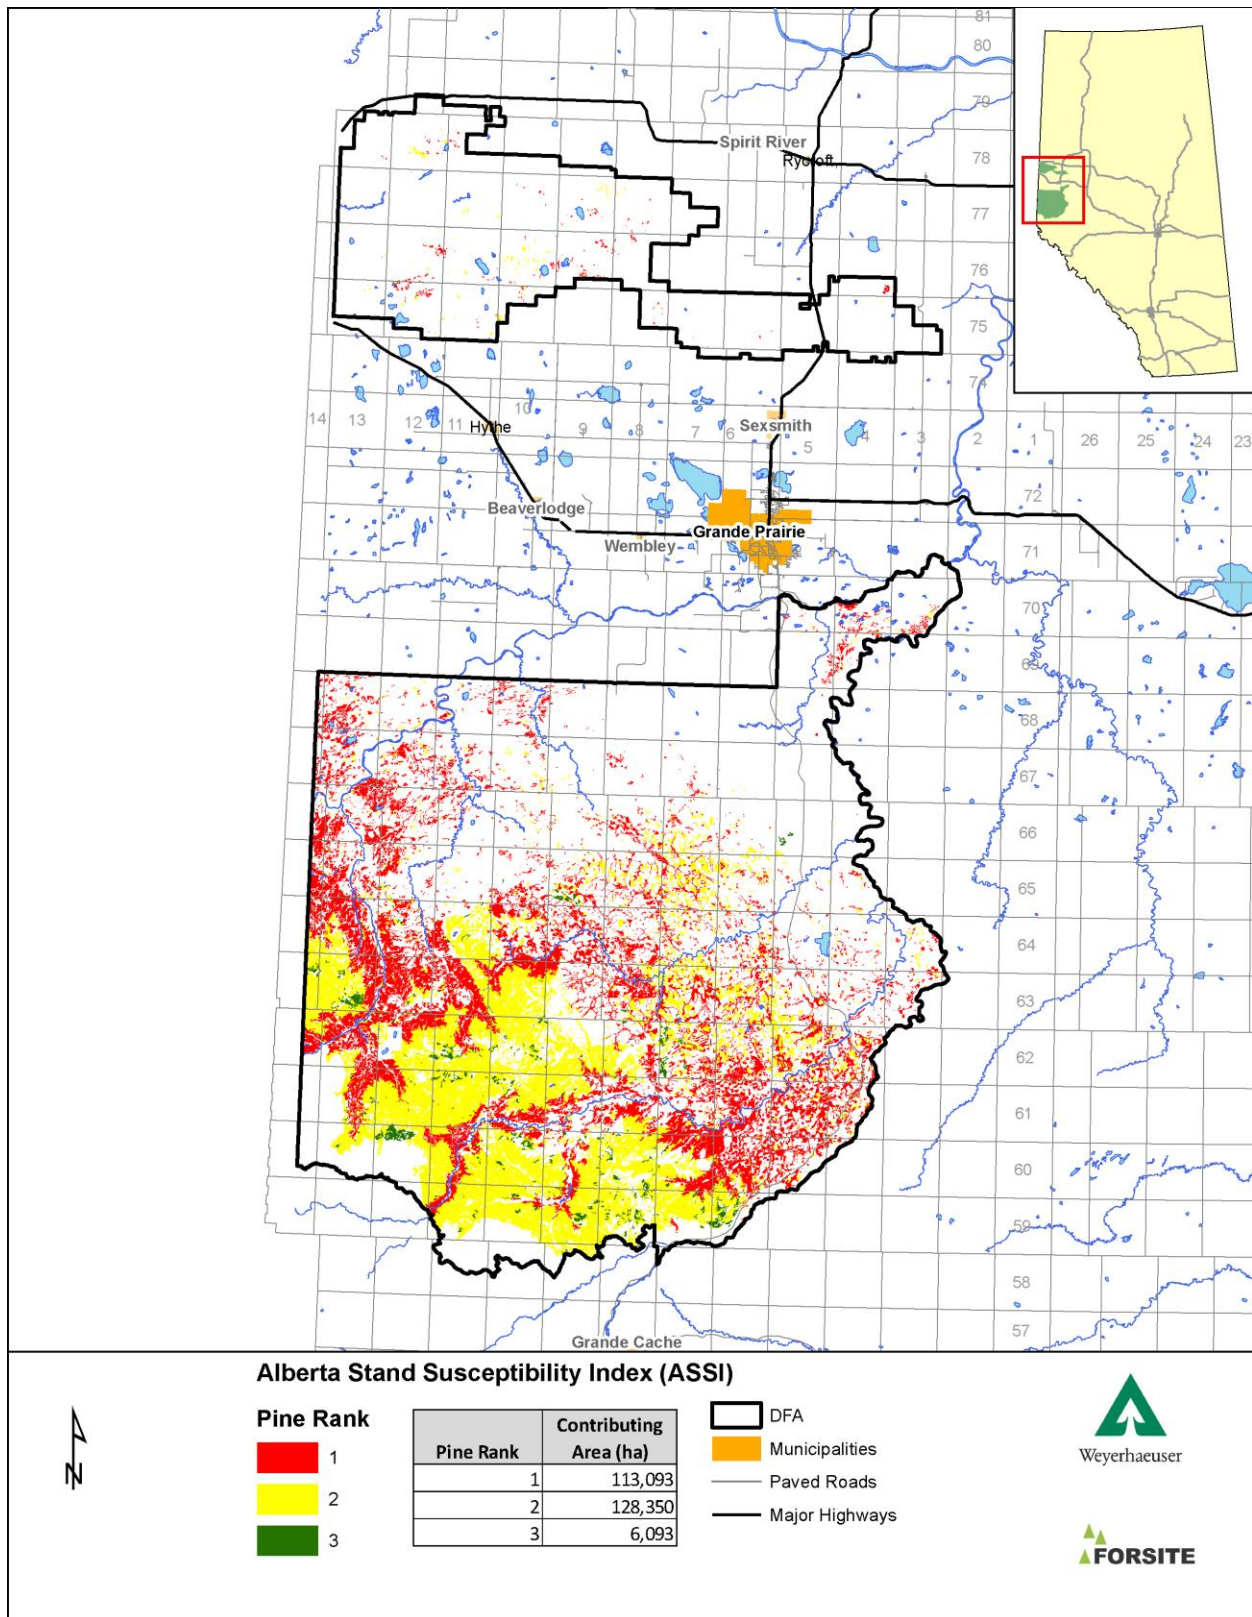 81
80
79
Spirit River
Rycroft
78
77
76
75
74
14 13 12 11 10 9 8 7 6 5 4 3 2 1 26 25 24 23
Hythe
Sexsmith
72
Beaverlodge
Grande Prairie
Wembley
71
70
69
68
67
66
65
64
63
62
61
60
59
58
57
Grande Cache
Alberta Stand Susceptibility Index (ASSI)
Pine Rank
1
2
3
Pine Rank Contributing Area (ha)
1 113,093
2 128,350
3 6,093
DFA
Municipalities
Paved Roads
Major Highways
N
Weyerhaeuser
FORSITE